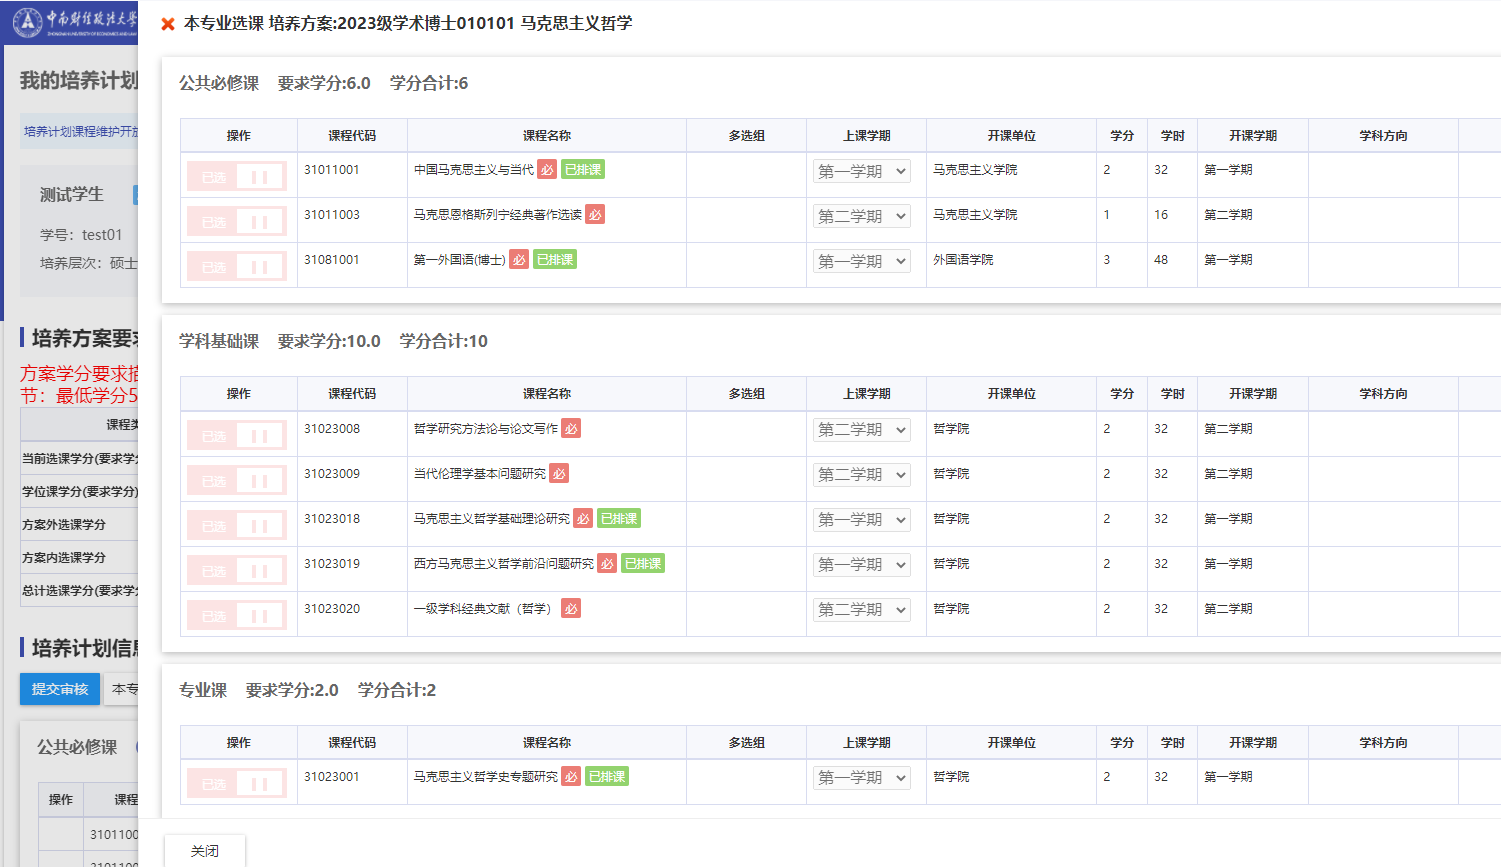 中南财经政法大学
本专业选课 培养方案:2023级学术博士010101 马克思主义哲学
我的培养计划
培养计划课程维护开放
测试学生
学号：test01
培养层次：硕士
培养方案要求
方案学分要求描
节：最低学分5
课程类
当前选课学分(要求学分
学位课学分(要求学分)
方案外选课学分
方案内选课学分
总计选课学分(要求学分
培养计划信息
提交审核 本专
公共必修课
操作 课程
3101100
3101100
公共必修课 要求学分:6.0 学分合计:6
操作 课程代码 课程名称 多选组 上课学期 开课单位 学分 学时 开课学期 学科方向
已选 31011001 中国马克思主义与当代 必 已排课 第一学期 马克思主义学院 2 32 第一学期
已选 31011003 马克思恩格斯列宁经典著作选读 必 第二学期 马克思主义学院 1 16 第二学期
已选 31081001 第一外国语(博士) 必 已排课 第一学期 外国语学院 3 48 第一学期
学科基础课 要求学分:10.0 学分合计:10
操作 课程代码 课程名称 多选组 上课学期 开课单位 学分 学时 开课学期 学科方向
已选 31023008 哲学研究方法论与论文写作 必 第二学期 哲学院 2 32 第二学期
已选 31023009 当代伦理学基本问题研究 必 第二学期 哲学院 2 32 第二学期
已选 31023018 马克思主义哲学基础理论研究 必 已排课 第一学期 哲学院 2 32 第一学期
已选 31023019 西方马克思主义哲学前沿问题研究 必 已排课 第一学期 哲学院 2 32 第一学期
已选 31023020 一级学科经典文献（哲学） 必 第二学期 哲学院 2 32 第二学期
专业课 要求学分:2.0 学分合计:2
操作 课程代码 课程名称 多选组 上课学期 开课单位 学分 学时 开课学期 学科方向
已选 31023001 马克思主义哲学史专题研究 必 已排课 第一学期 哲学院 2 32 第一学期
关闭